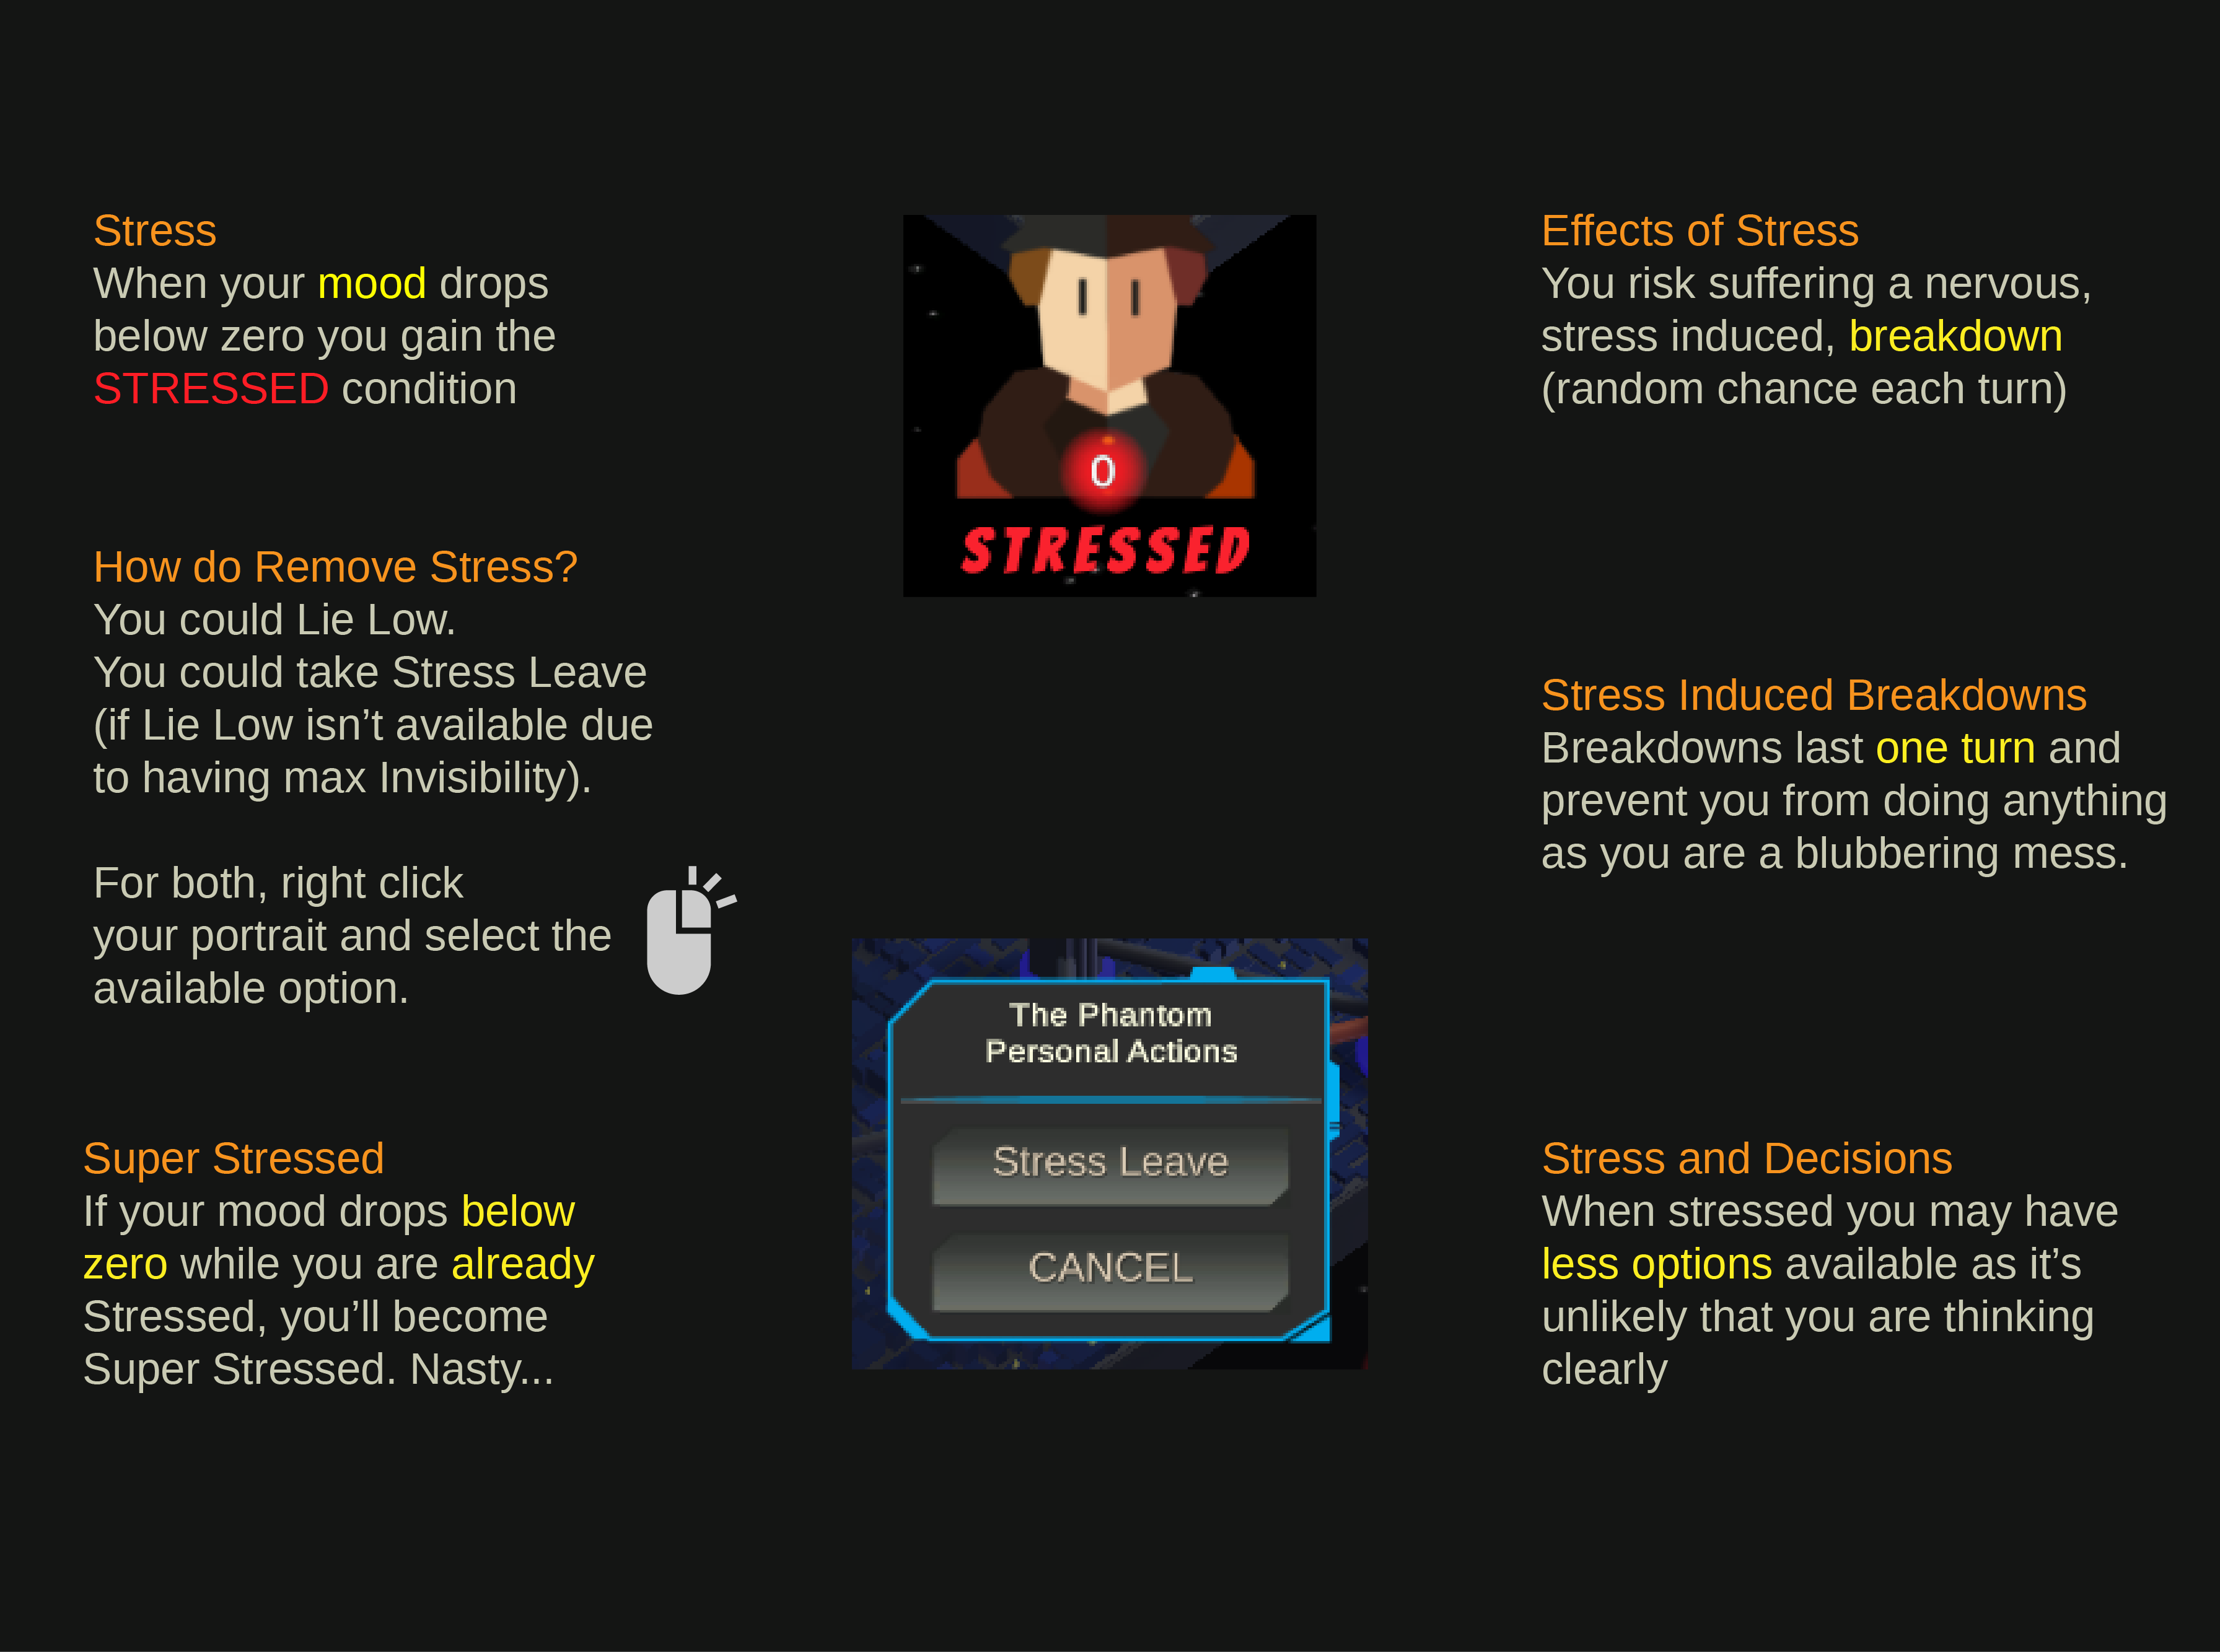 Stress
When your mood drops
below zero you gain the
STRESSED condition
How do Remove Stress?
You could Lie Low.
You could take Stress Leave
(if Lie Low isn’t available due
to having max Invisibility).
For both, right click
your portrait and select the
available option.
Super Stressed
If your mood drops below
zero while you are already
Stressed, you’ll become
Super Stressed. Nasty...
0
STRESSED
The Phantom
Personal Actions
Stress Leave
CANCEL
Effects of Stress
You risk suffering a nervous,
stress induced, breakdown
(random chance each turn)
Stress Induced Breakdowns
Breakdowns last one turn and
prevent you from doing anything
as you are a blubbering mess.
Stress and Decisions
When stressed you may have
less options available as it’s
unlikely that you are thinking
clearly